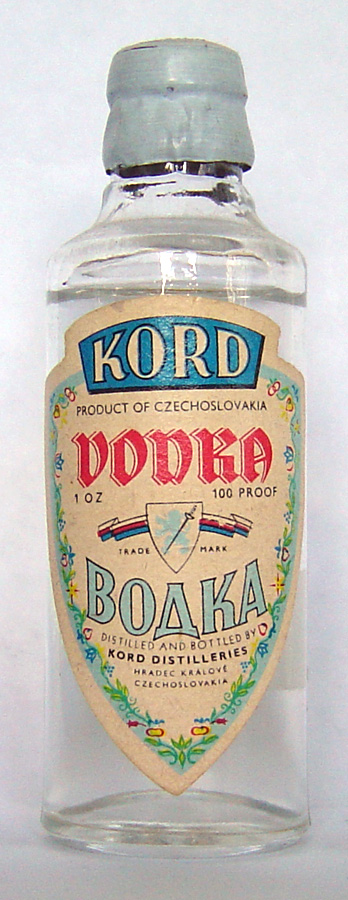 KORD
PRODUCT OF CZECHOSLOVAKIA
VODKA
1 OZ 100 PROOF
TRADE MARK
ВОДКА
DISTILLED AND BOTTLED BY
KORD DISTILLERIES
HRADEC KRÁLOVÉ
CZECHOSLOVAKIA